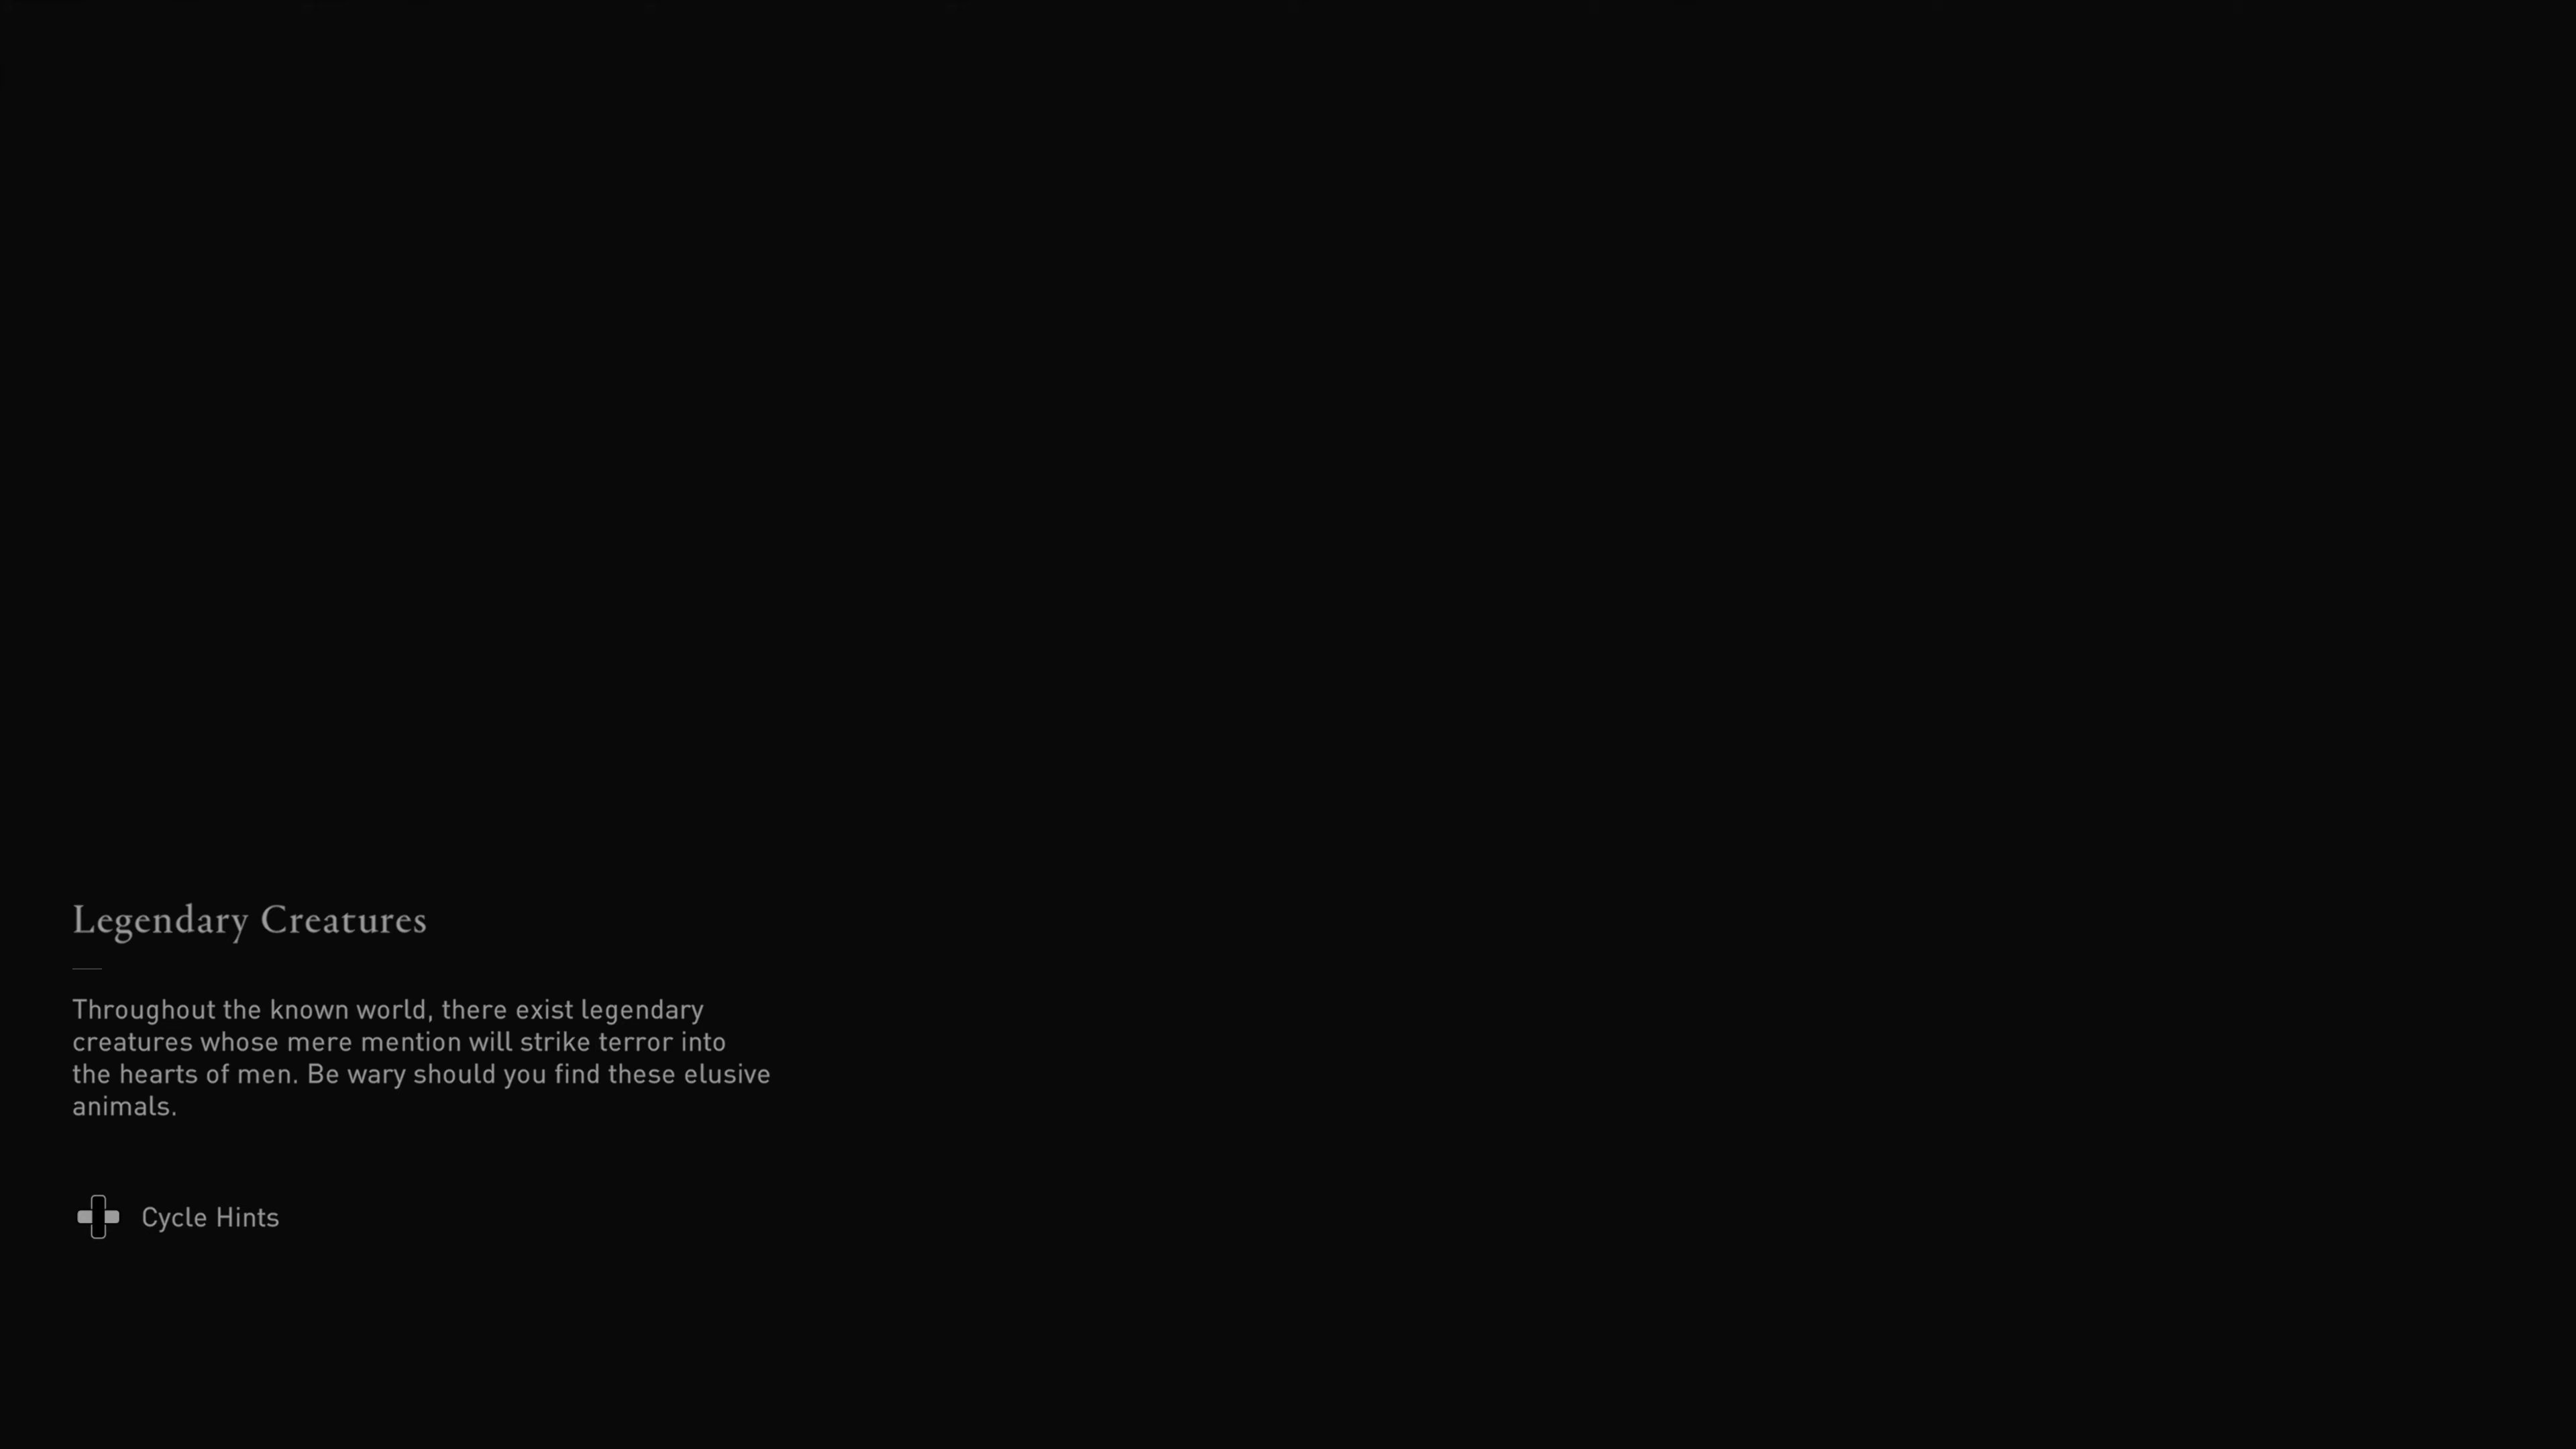 Legendary Creatures
Throughout the known world, there exist legendary
creatures whose mere mention will strike terror into
the hearts of men. Be wary should you find these elusive
animals.
Cycle Hints